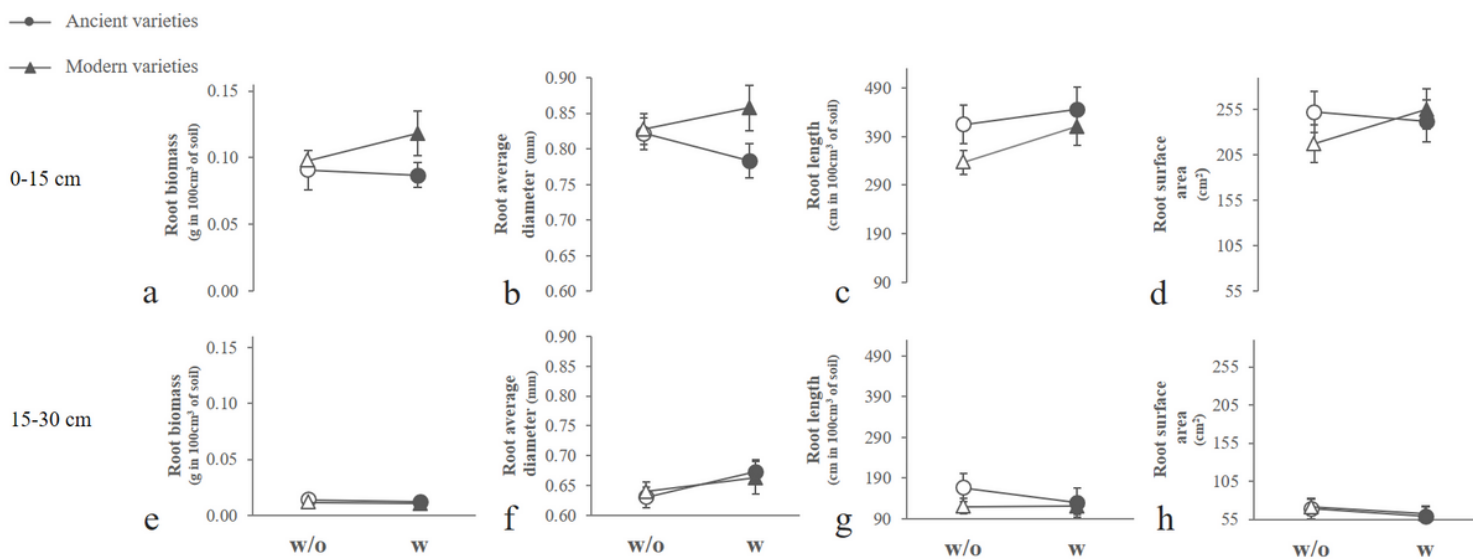 Ancient varieties
Modern varieties
0-15 cm
Root biomass
(g in 100cm³ of soil)
0.15
0.10
0.05
0.00
a
Root average
diameter (mm)
0.90
0.85
0.80
0.75
0.70
0.65
0.60
b
Root length
(cm in 100cm³ of soil)
490
390
290
190
90
c
Root surface
area
(cm²)
255
205
155
105
55
d
15-30 cm
Root biomass
(g in 100cm³ of soil)
0.15
0.10
0.05
0.00
e
Root average
diameter (mm)
0.90
0.85
0.80
0.75
0.70
0.65
0.60
f
Root length
(cm in 100cm³ of soil)
490
390
290
190
90
g
Root surface
area
(cm²)
255
205
155
105
55
h
w/o w
w/o w
w/o w
w/o w